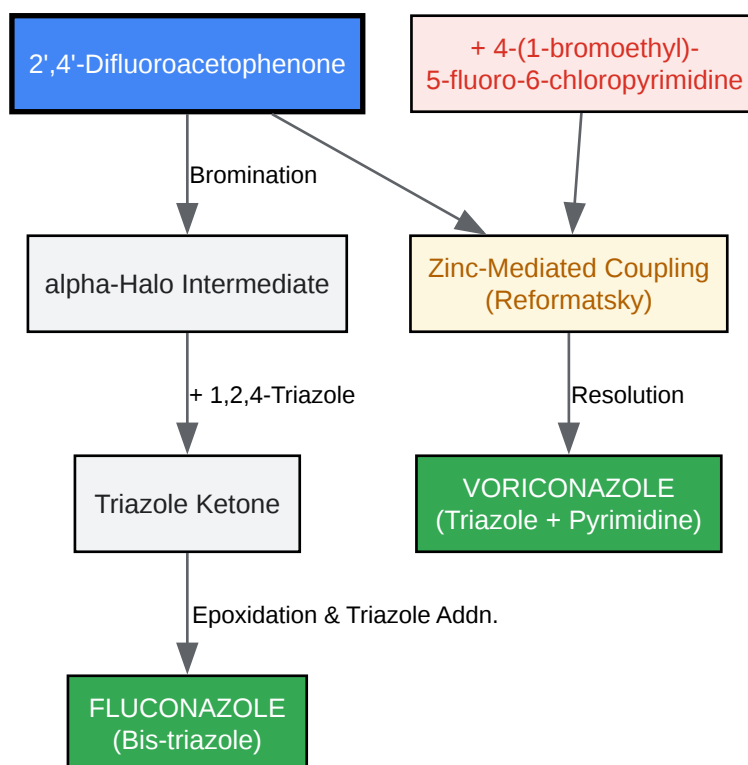 2',4'-Difluoroacetophenone
+ 4-(1-bromoethyl)-
5-fluoro-6-chloropyrimidine
Bromination
alpha-Halo Intermediate
Zinc-Mediated Coupling
(Reformatsky)
+ 1,2,4-Triazole
Resolution
Triazole Ketone
VORICONAZOLE
(Triazole + Pyrimidine)
Epoxidation & Triazole Addn.
FLUCONAZOLE
(Bis-triazole)